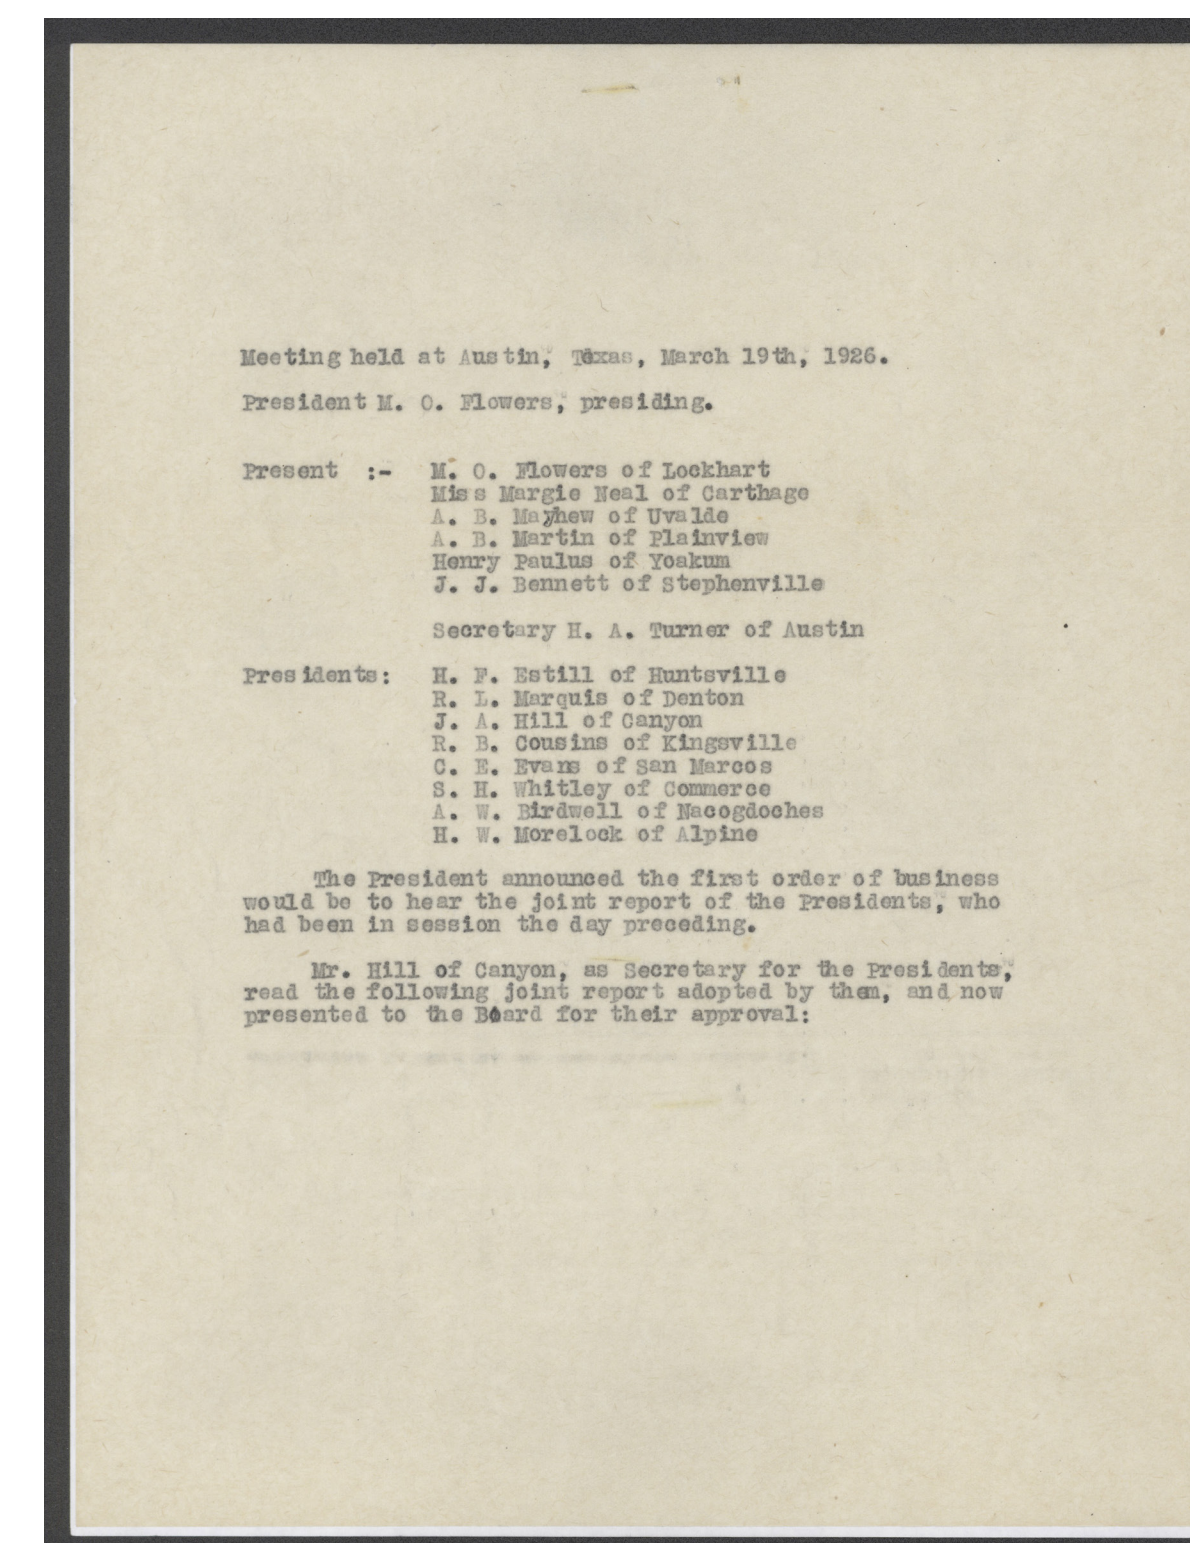 Meeting held at Austin, Texas, March 19th, 1926.
President M. O. Flowers, presiding.
Present :- M. O. Flowers of Lockhart
Miss Margie Neal of Carthage
A. B. Mayhew of Uvalde
A. B. Martin of Plainview
Henry Paulus of Yoakum
J. J. Bennett of Stephenville
Secretary H. A. Turner of Austin
Presidents: H. F. Estill of Huntsville
R. L. Marquis of Denton
J. A. Hill of Canyon
R. B. Cousins of Kingsville
C. E. Evans of San Marcos
S. H. Whitley of Commerce
A. W. Birdwell of Nacogdoches
H. W. Morelock of Alpine
The President announced the first order of business
would be to hear the joint report of the Presidents, who
had been in session the day preceding.
Mr. Hill of Canyon, as Secretary for the Presidents,
read the following joint report adopted by them, and now
presented to the Board for their approval: